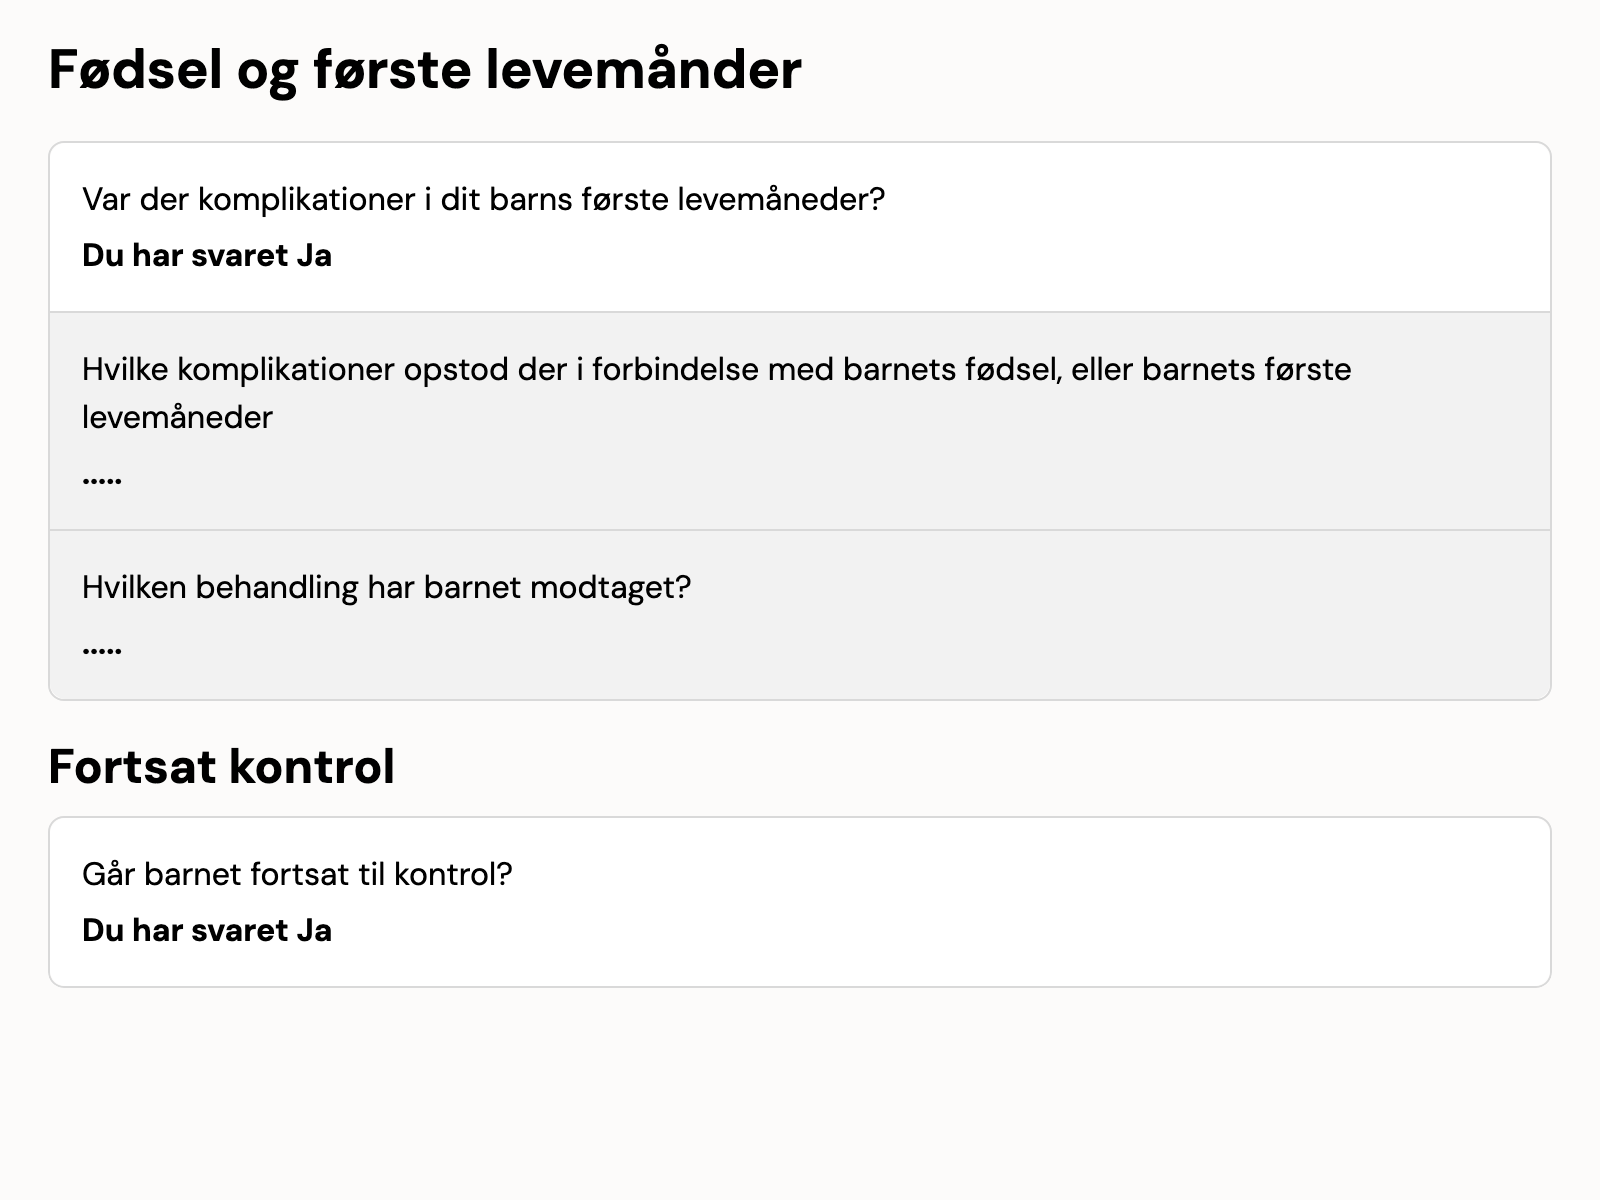 Fødsel og første levemånder
Var der komplikationer i dit barns første levemåneder?
Du har svaret Ja
Hvilke komplikationer opstod der i forbindelse med barnets fødsel, eller barnets første
levemåneder
.....
Hvilken behandling har barnet modtaget?
.....
Fortsat kontrol
Går barnet fortsat til kontrol?
Du har svaret Ja